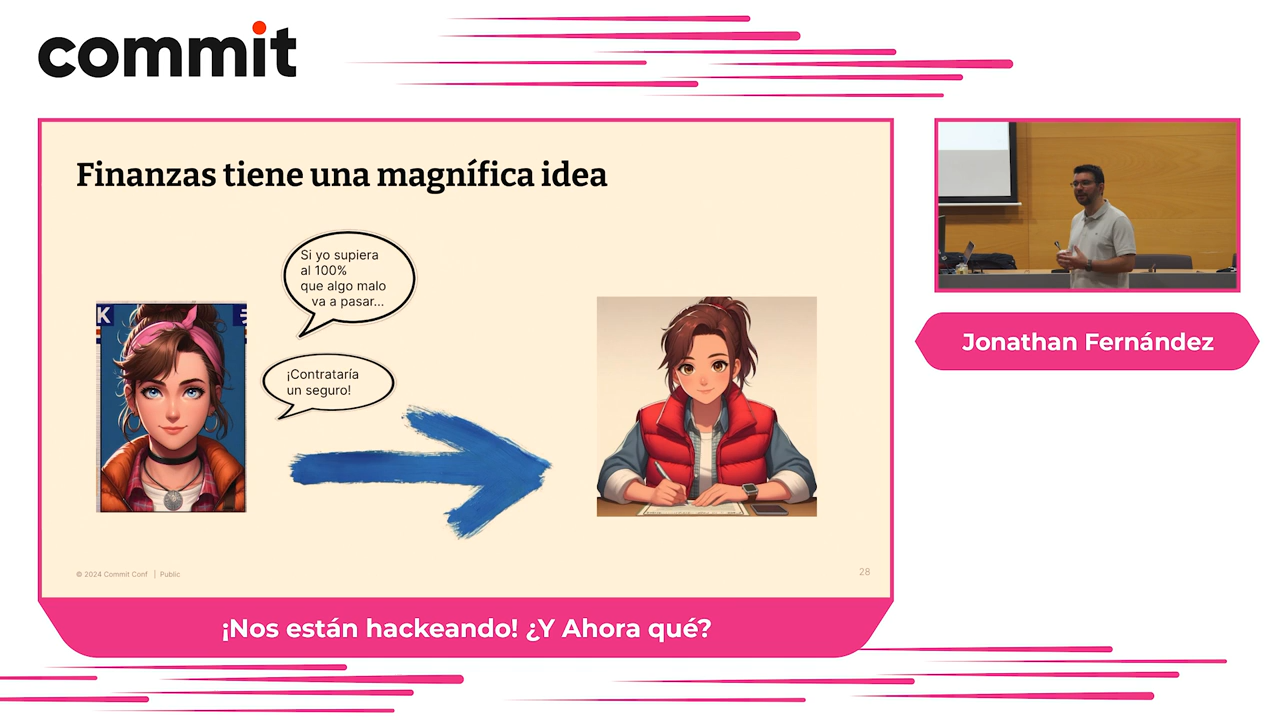 commit
Finanzas tiene una magnífica idea
Si yo supiera
al 100%
que algo malo
va a pasar...
¡Contrataría
un seguro!
K
© 2024 Commit Conf | Public
28
Jonathan Fernández
¡Nos están hackeando! ¿Y Ahora qué?